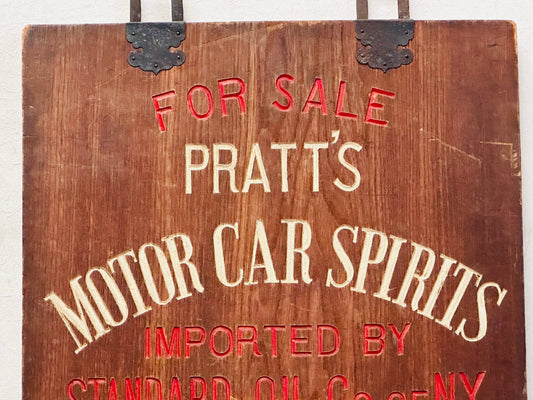 FOR SALE
PRATT'S
MOTOR CAR SPIRITS
IMPORTED BY
STANDARD OIL Co OF NY